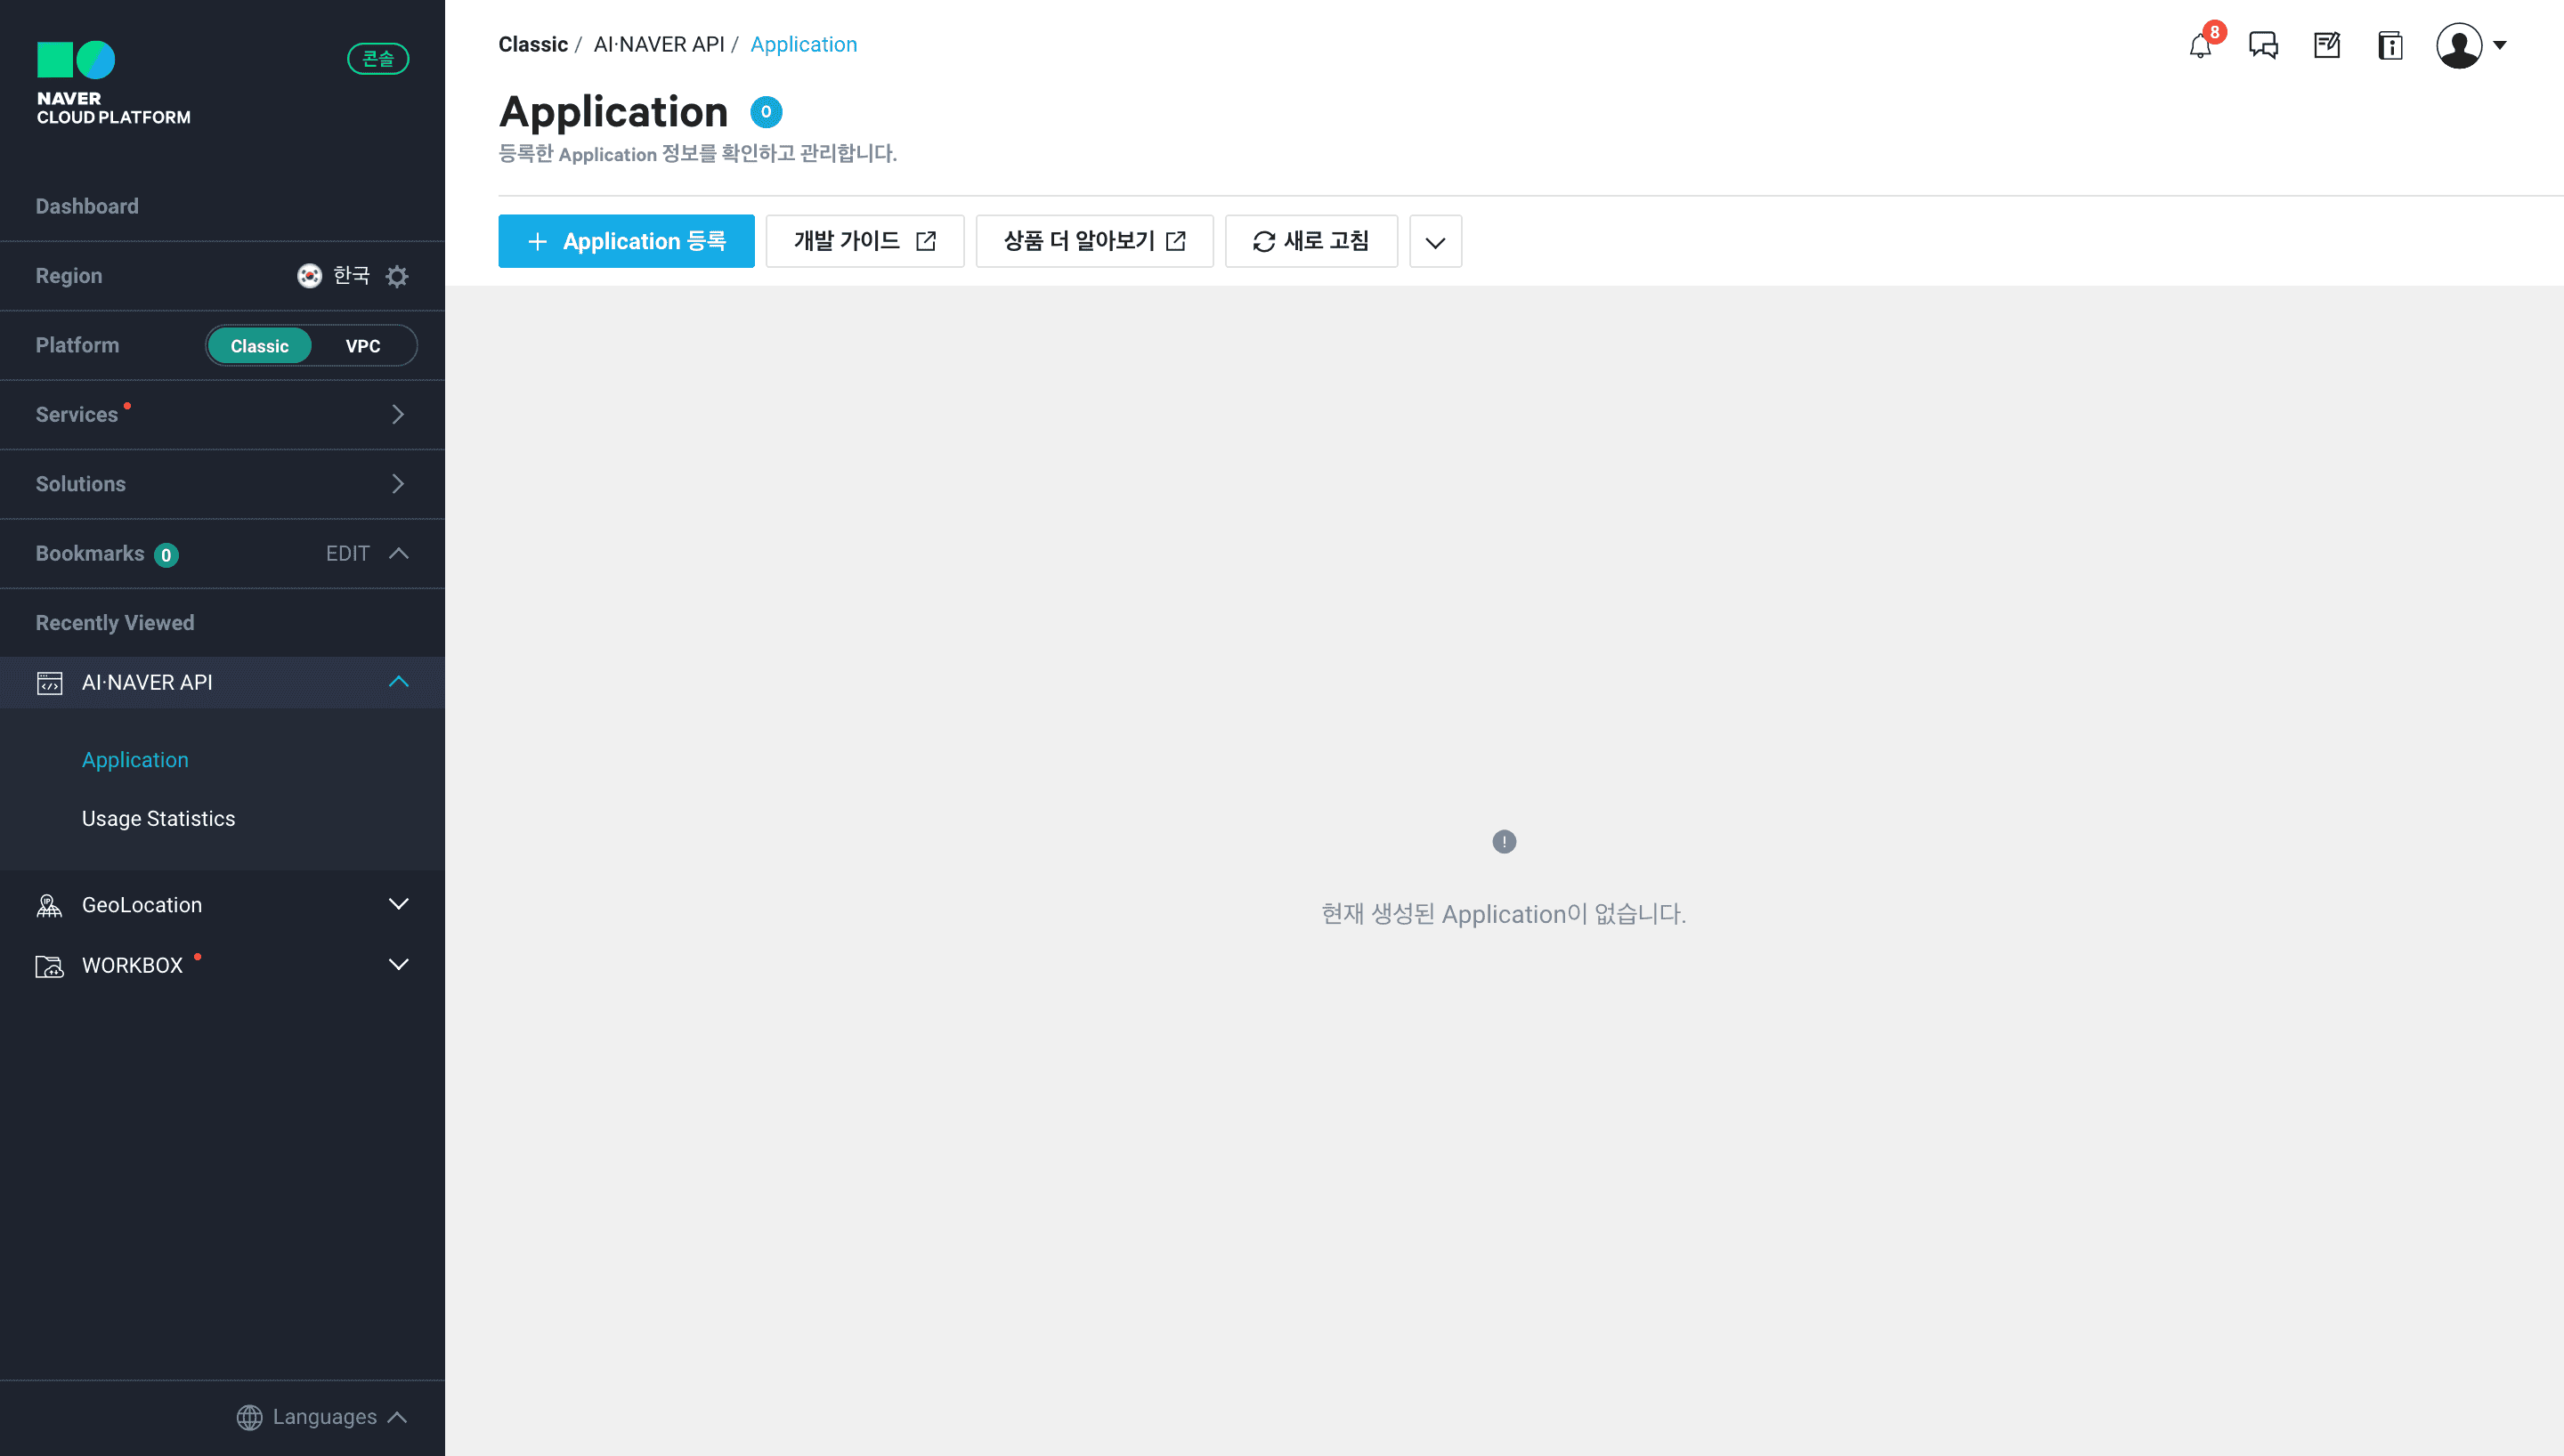 NAVER
CLOUD PLATFORM
콘솔
Dashboard
Region 한국
Platform Classic VPC
Services
Solutions
Bookmarks 0 EDIT
Recently Viewed
AI·NAVER API
Application
Usage Statistics
GeoLocation
WORKBOX
Languages
Classic / AI·NAVER API / Application
8
Application 0
등록한 Application 정보를 확인하고 관리합니다.
+ Application 등록 개발 가이드 상품 더 알아보기 새로 고침
현재 생성된 Application이 없습니다.